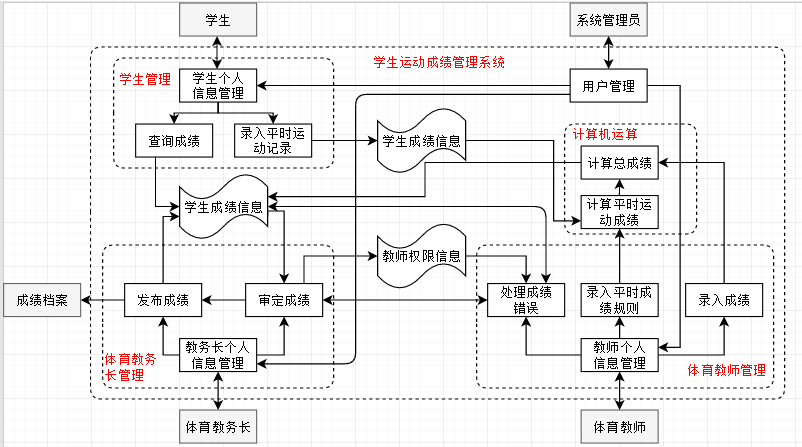 学生
系统管理员
学生运动成绩管理系统
学生管理
学生个人
信息管理
用户管理
查询成绩
录入平时运
动记录
学生成绩信息
计算机运算
计算总成绩
计算平时运
动成绩
学生成绩信息
教师权限信息
成绩档案
发布成绩
审定成绩
处理成绩
错误
录入平时成
绩规则
录入成绩
体育教务
长管理
教务长个人
信息管理
教师个人
信息管理
体育教师管理
体育教务长
体育教师